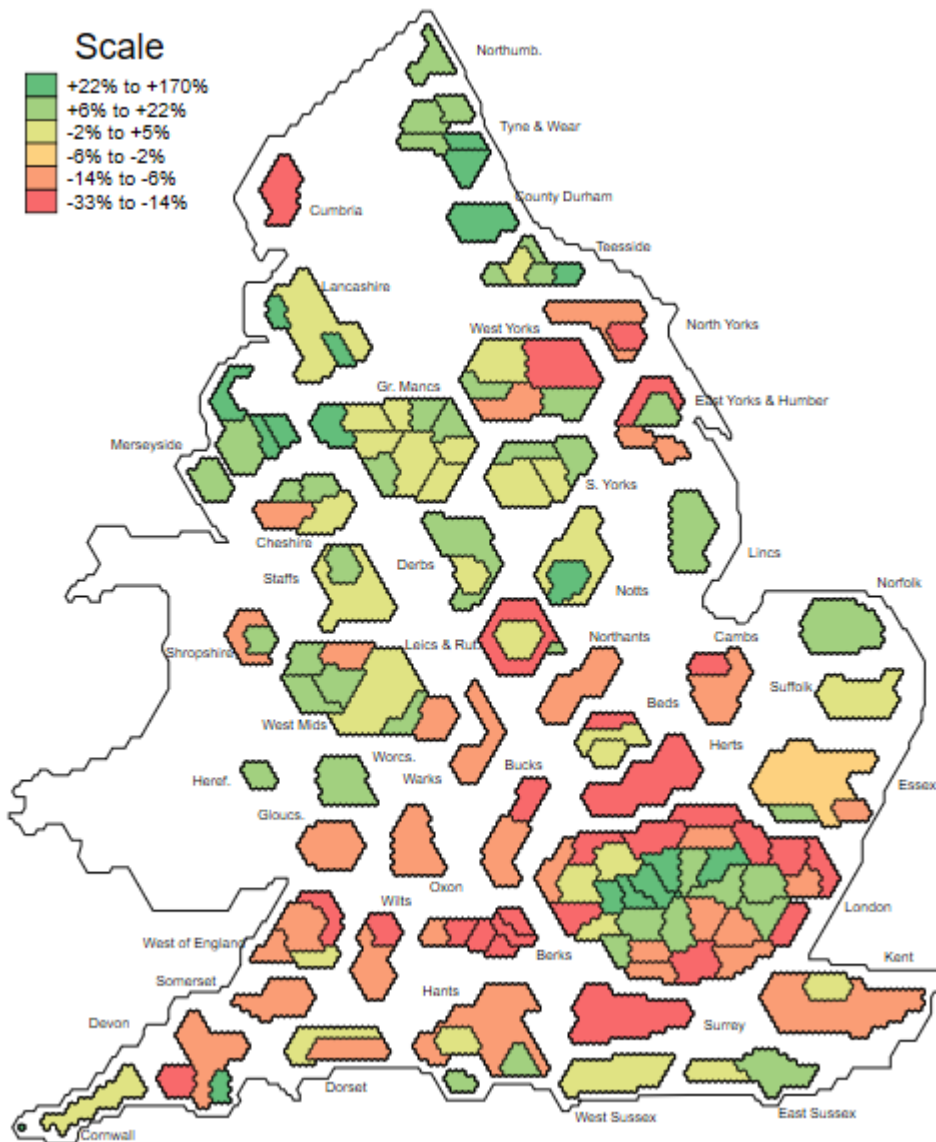 Scale
+22% to +170%
+6% to +22%
-2% to +5%
-6% to -2%
-14% to -6%
-33% to -14%
Northumb.
Tyne & Wear
County Durham
Cumbria
Teesside
Lancashire
North Yorks
West Yorks
Gr. Mancs
East Yorks & Humber
Merseyside
S. Yorks
Cheshire
Lincs
Staffs
Derbs
Notts
Norfolk
Shropshire
Leics & Rut.
Northants
Cambs
Suffolk
West Mids
Beds
Worcs.
Herts
Heref.
Warks
Bucks
Essex
Gloucs.
Oxon
Wilts
London
West of England
Berks
Kent
Somerset
Hants
Devon
Surrey
Dorset
West Sussex
East Sussex
Cornwall